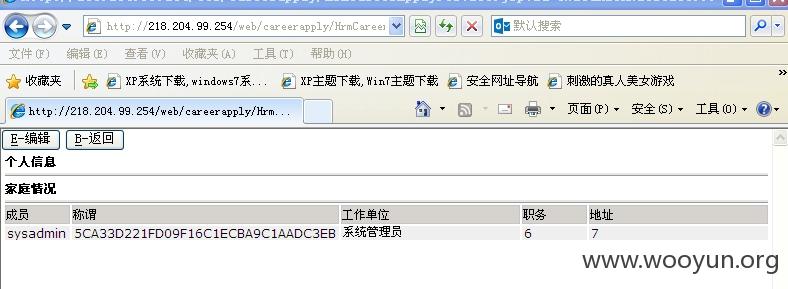 http://218.204.99.254/web/careerapply/HrmCareer
默认搜索
文件(F) 编辑(E) 查看(V) 收藏夹(A) 工具(T) 帮助(H)
收藏夹 XP系统下载,windows7系... XP主题下载,Win7主题下载 安全网址导航 刺激的真人美女游戏
http://218.204.99.254/web/careerapply/Hrm... 页面(P) 安全(S) 工具(O)
E-编辑 B-返回
个人信息
家庭情况
成员 称谓 工作单位 职务 地址
sysadmin 5CA33D221FD09F16C1ECBA9C1AADC3EB 系统管理员 6 7
www.wooyun.org